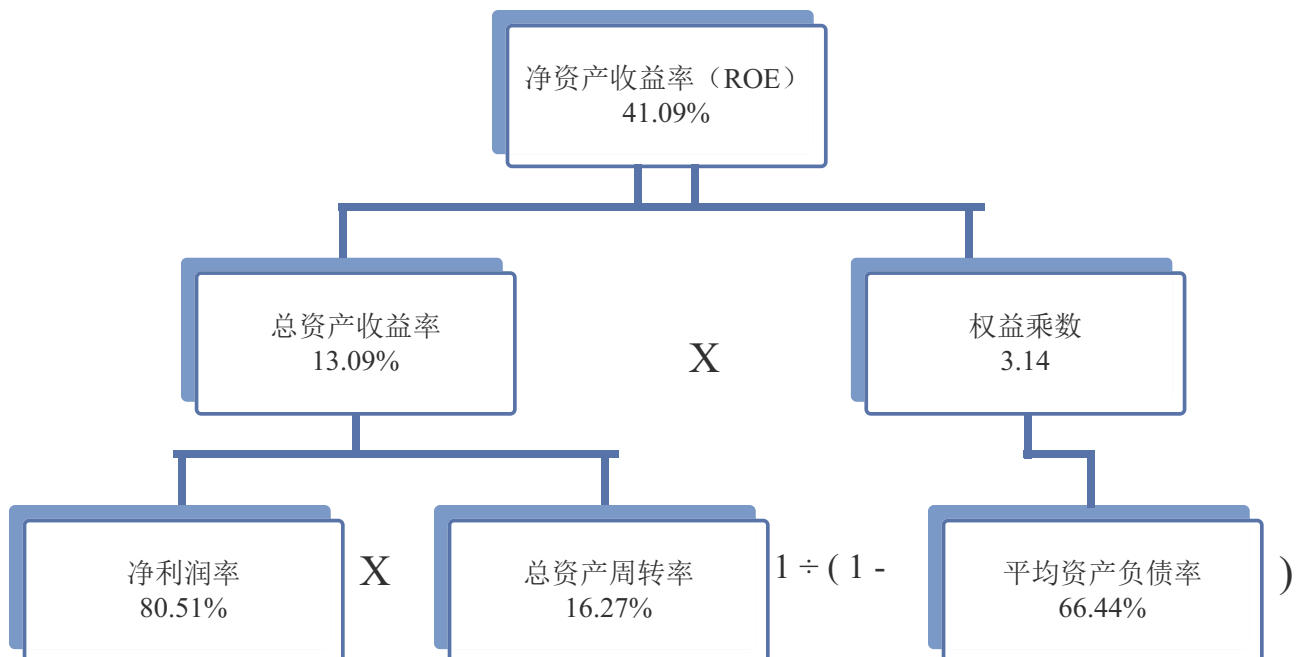 净资产收益率（ROE）
41.09%
总资产收益率
13.09%
X
权益乘数
3.14
净利润率
80.51%
X
总资产周转率
16.27%
1 ÷ ( 1 -
平均资产负债率
66.44%
)